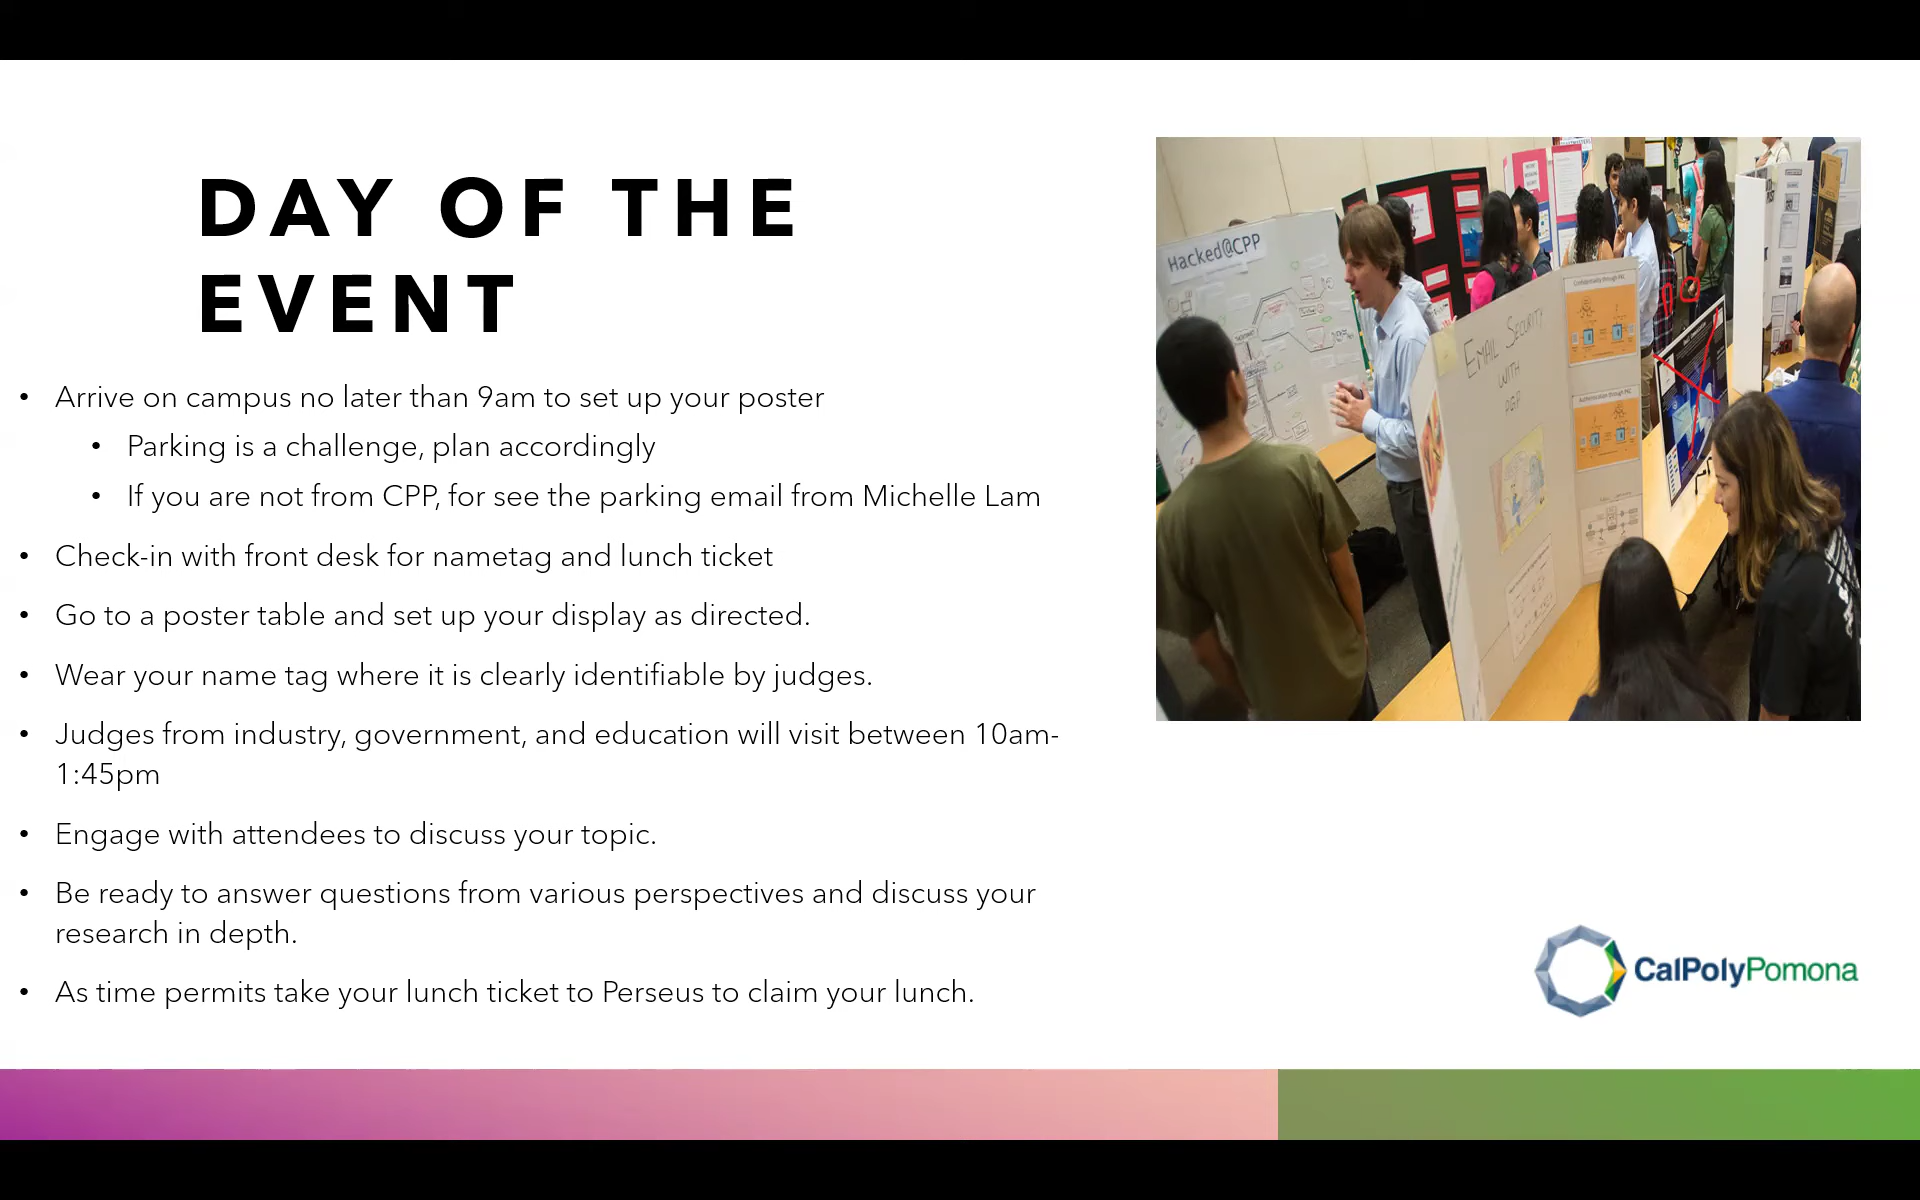 DAY OF THE
EVENT
• Arrive on campus no later than 9am to set up your poster
• Parking is a challenge, plan accordingly
• If you are not from CPP, for see the parking email from Michelle Lam
• Check-in with front desk for nametag and lunch ticket
• Go to a poster table and set up your display as directed.
• Wear your name tag where it is clearly identifiable by judges.
• Judges from industry, government, and education will visit between 10am-
1:45pm
• Engage with attendees to discuss your topic.
• Be ready to answer questions from various perspectives and discuss your
research in depth.
• As time permits take your lunch ticket to Perseus to claim your lunch.
Hacked@CPP
EMAIL SECURITY
WITH
PGP
Confidentiality through PKC
Authentication through PKC
CalPolyPomona